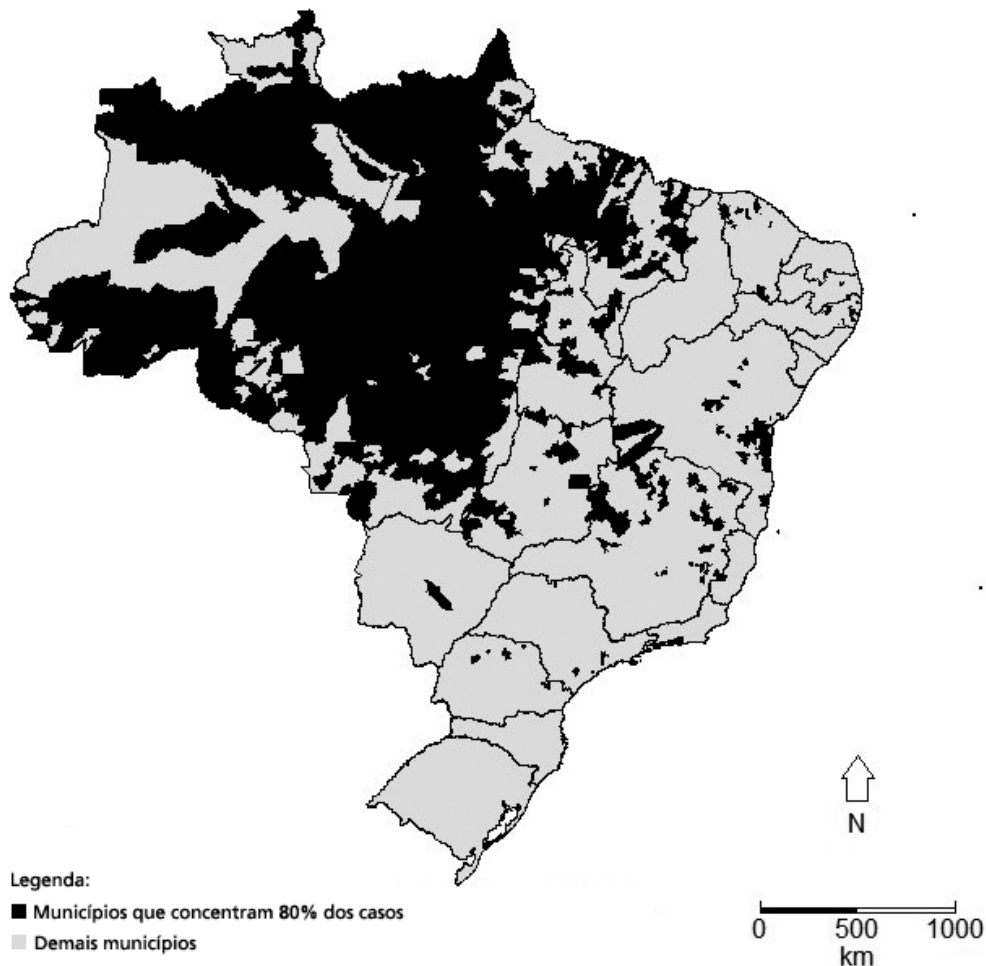 N
Legenda:
Municípios que concentram 80% dos casos
Demais municípios
0 500 1000
km